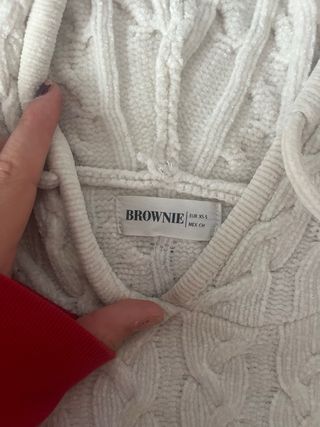 BROWNIE
EUR XS-S
MEX CH